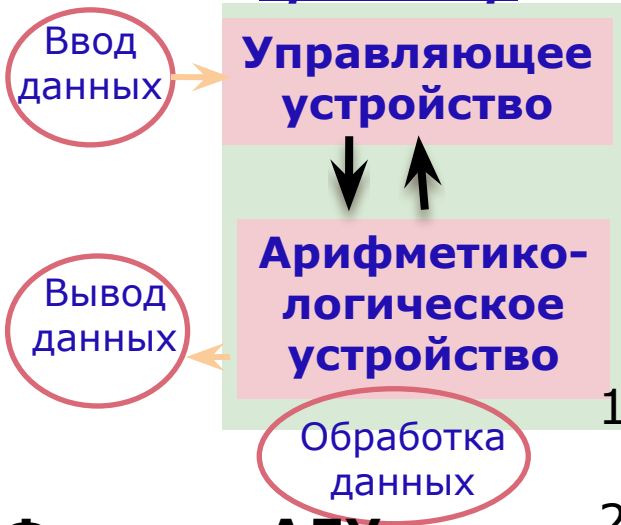 Ввод
данных
Управляющее
устройство
Арифметико-
логическое
устройство
Вывод
данных
1
Обработка
данных
2